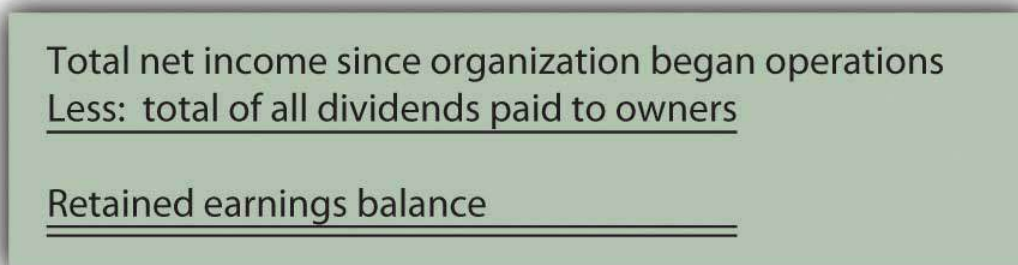 Total net income since organization began operations
Less: total of all dividends paid to owners
Retained earnings balance